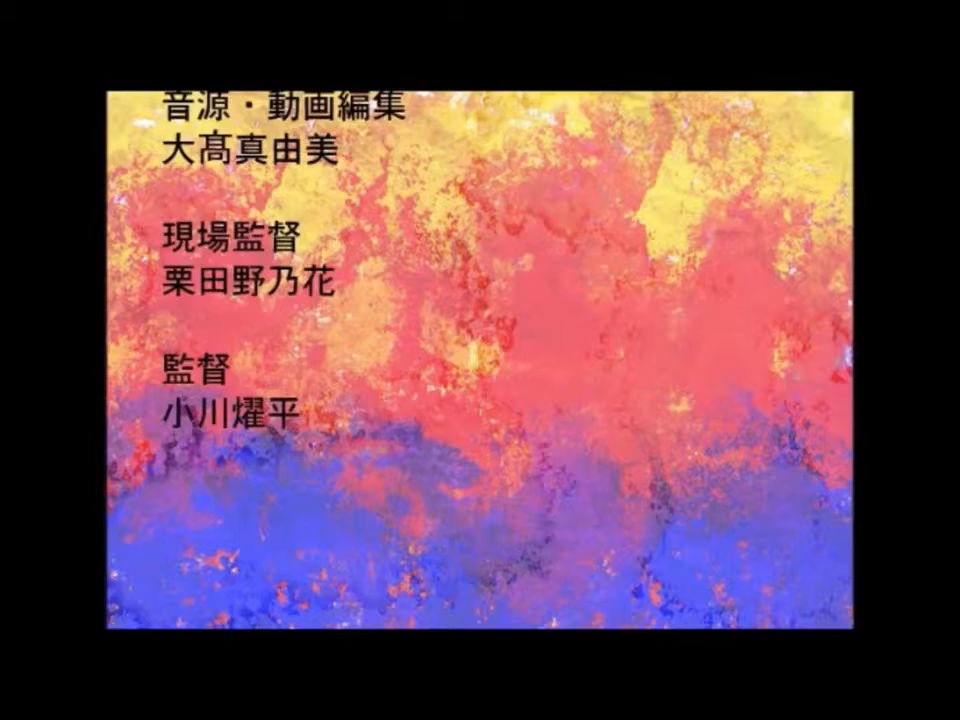 音源・動画編集
大髙真由美
現場監督
栗田野乃花
監督
小川燿平